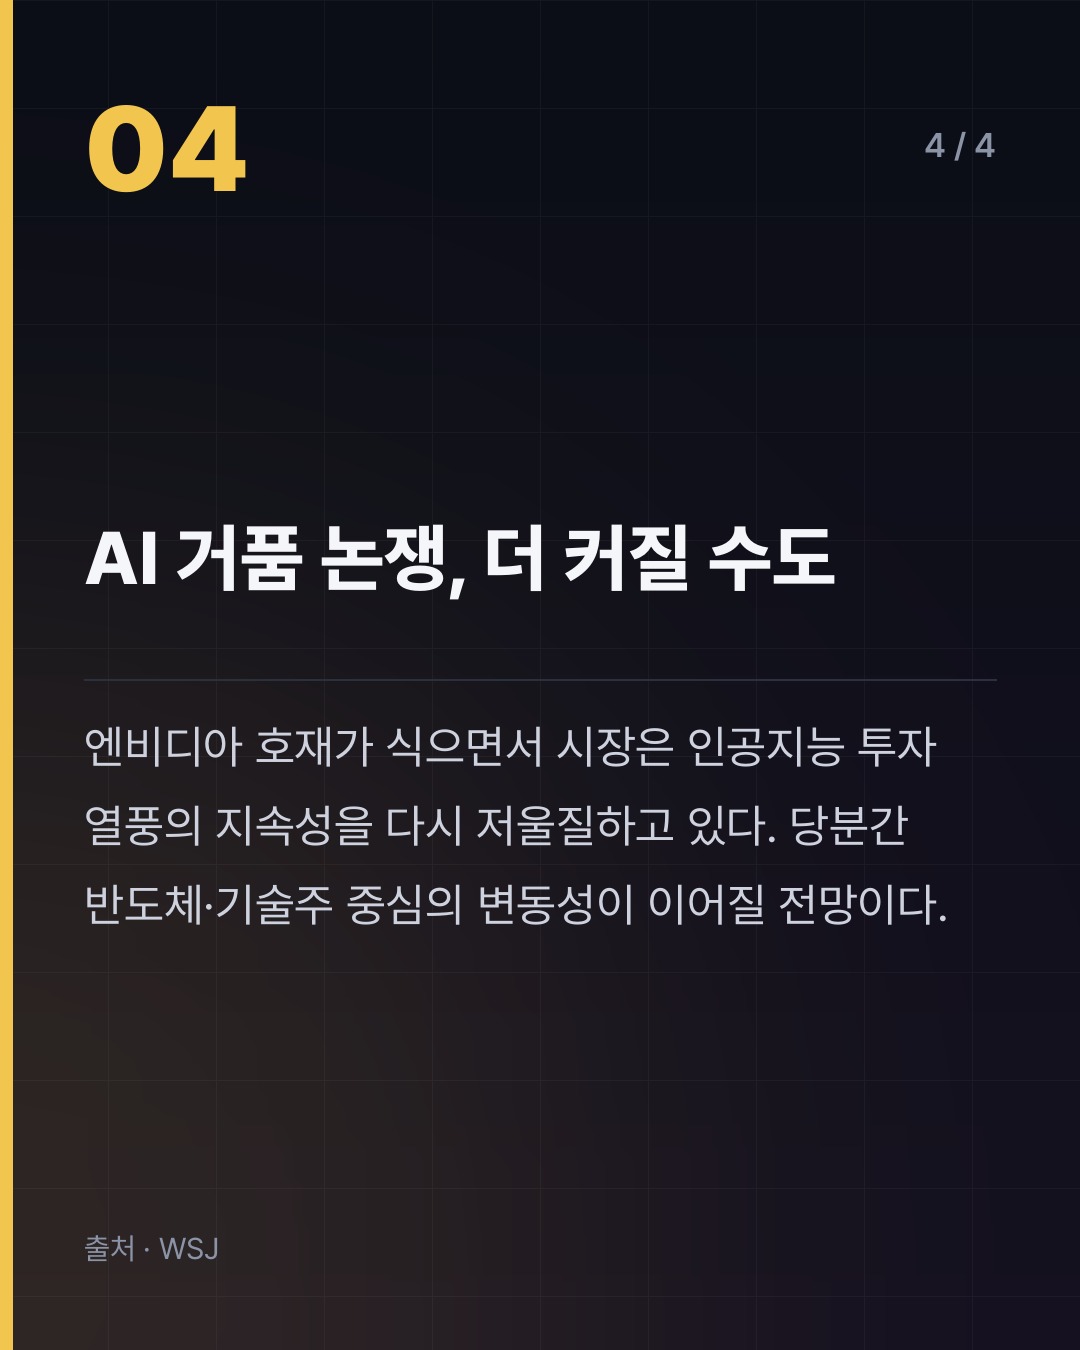 04
4 / 4
AI 거품 논쟁, 더 커질 수도
엔비디아 호재가 식으면서 시장은 인공지능 투자
열풍의 지속성을 다시 저울질하고 있다. 당분간
반도체·기술주 중심의 변동성이 이어질 전망이다.
출처 · WSJ